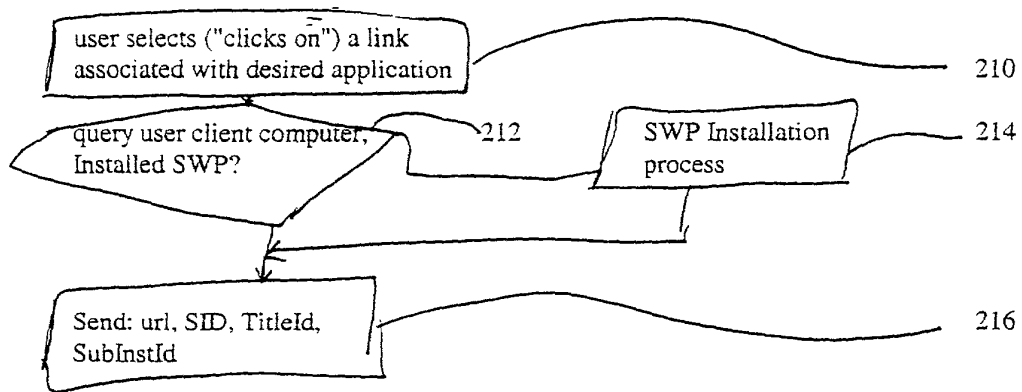 user selects ("clicks on") a link
associated with desired application
210
query user client computer,
Installed SWP?
212
SWP Installation
process
214
Send: url, SID, TitleId,
SubInstId
216